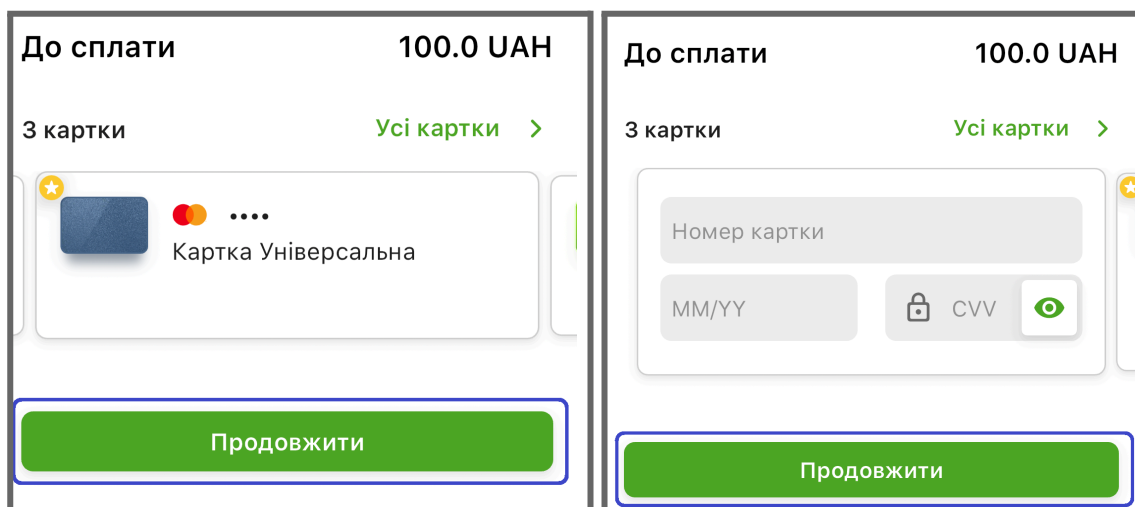 До сплати 100.0 UAH
З картки Усі картки
••••
Картка Універсальна
Продовжити
До сплати 100.0 UAH
З картки Усі картки
Номер картки
MM/YY CVV
Продовжити